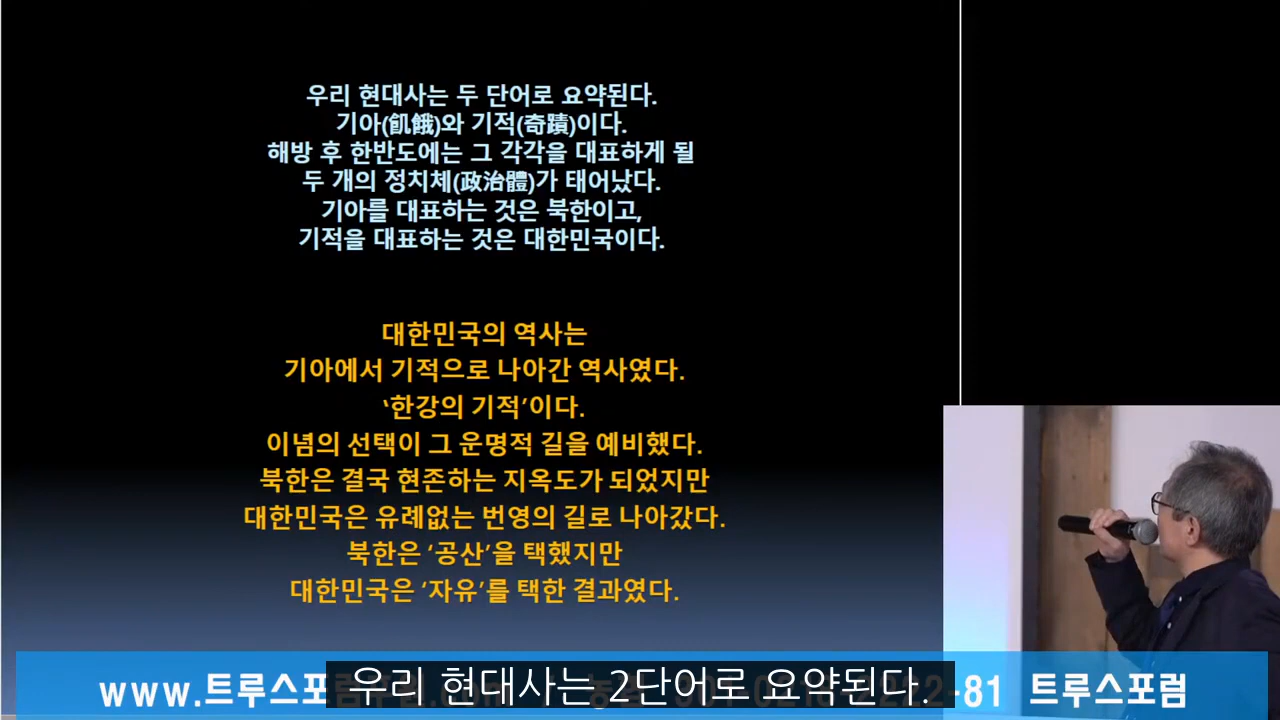 우리 현대사는 두 단어로 요약된다.
기아(飢餓)와 기적(奇蹟)이다.
해방 후 한반도에는 그 각각을 대표하게 될
두 개의 정치체(政治體)가 태어났다.
기아를 대표하는 것은 북한이고,
기적을 대표하는 것은 대한민국이다.
대한민국의 역사는
기아에서 기적으로 나아간 역사였다.
‘한강의 기적’이다.
이념의 선택이 그 운명적 길을 예비했다.
북한은 결국 현존하는 지옥도가 되었지만
대한민국은 유례없는 번영의 길로 나아갔다.
북한은 ‘공산’을 택했지만
대한민국은 ‘자유’를 택한 결과였다.
www.트루스포 -81 트루스포럼
우리 현대사는 2단어로 요약된다.